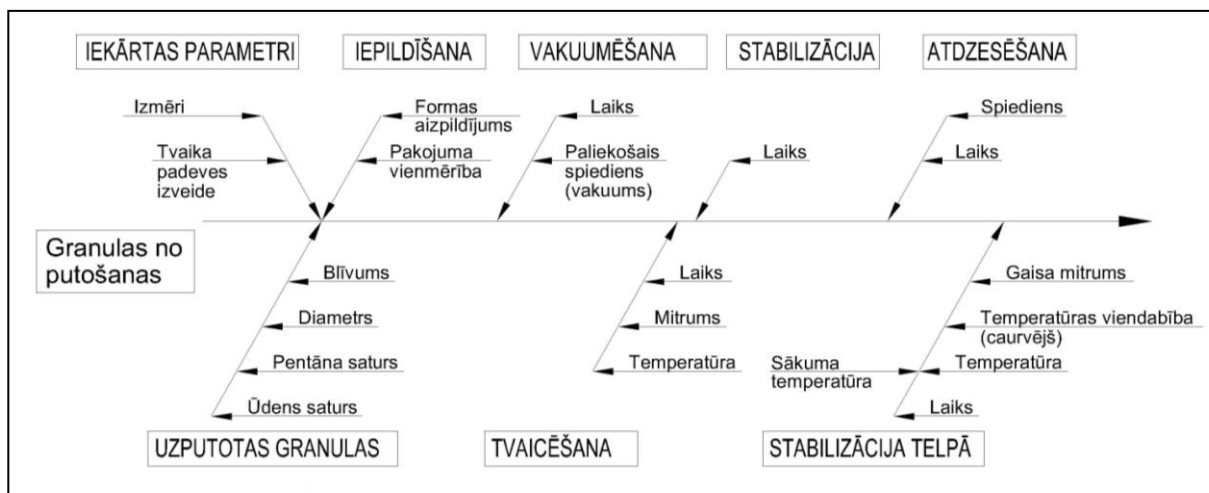 IEKĀRTAS PARAMETRI
IEPILDĪŠANA
VAKUUMĒŠANA
STABILIZĀCIJA
ATDZESĒŠANA
Izmēri
Tvaika
padeves
izveide
Formas
aizpildījums
Pakojuma
vienmērība
Laiks
Paliekošais
spiediens
(vakuums)
Laiks
Spiediens
Laiks
Granulas no
putošanas
Blīvums
Diametrs
Pentāna saturs
Ūdens saturs
Laiks
Mitrums
Temperatūra
Gaisa mitrums
Temperatūras viendabība
(caurvējš)
Sākuma
temperatūra
Temperatūra
Laiks
UZPUTOTAS GRANULAS
TVAICĒŠANA
STABILIZĀCIJA TELPĀ